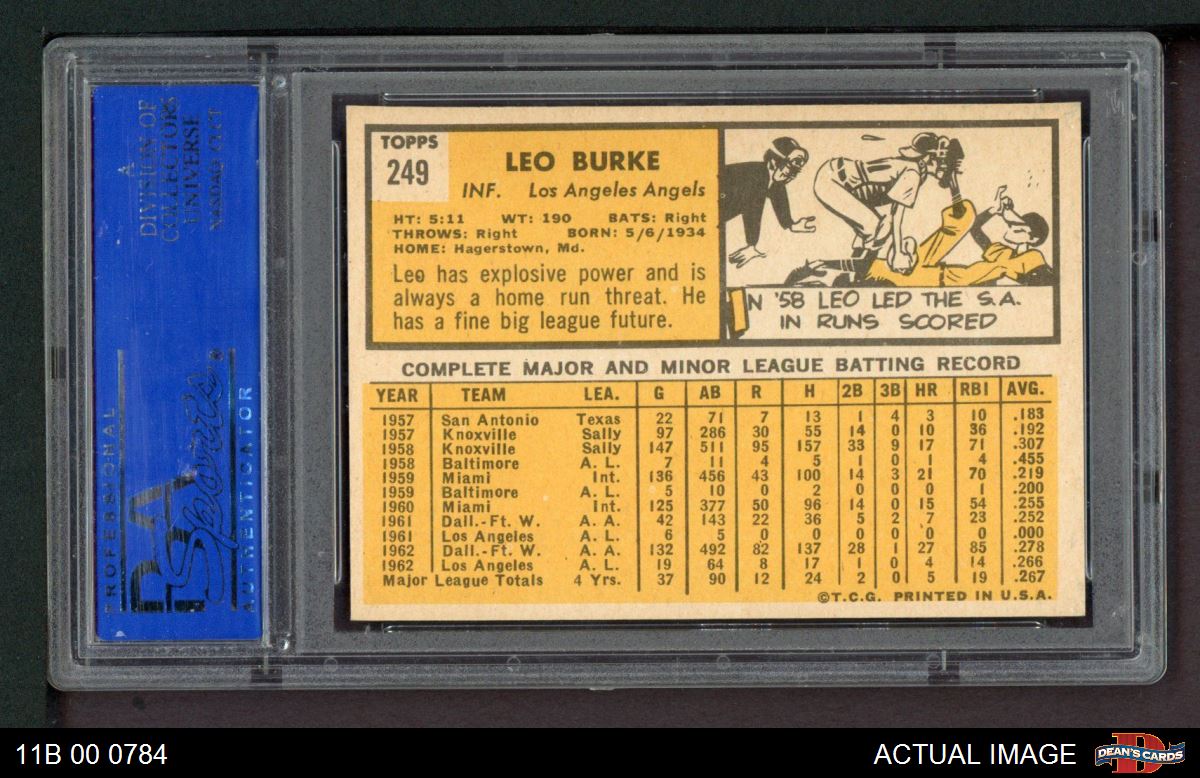 A
DIVISION OF
COLLECTORS
UNIVERSE
NASDAQ CLCT
PROFESSIONAL
PSA
Sports
®
AUTHENTICATOR
TOPPS
249
LEO BURKE
INF. Los Angeles Angels
HT: 5:11 WT: 190 BATS: Right
THROWS: Right BORN: 5/6/1934
HOME: Hagerstown, Md.
Leo has explosive power and is
always a home run threat. He
has a fine big league future.
IN '58 LEO LED THE S.A.
IN RUNS SCORED
COMPLETE MAJOR AND MINOR LEAGUE BATTING RECORD
YEAR TEAM LEA. G AB R H 2B 3B HR RBI AVG.
1957 San Antonio Texas 22 71 7 13 1 4 3 10 .183
1957 Knoxville Sally 97 286 30 55 14 0 10 36 .192
1958 Knoxville Sally 147 511 95 157 33 9 17 71 .307
1958 Baltimore A. L. 7 11 4 5 1 0 1 4 .455
1959 Miami Int. 136 456 43 100 14 3 21 70 .219
1959 Baltimore A. L. 5 10 0 2 0 0 0 1 .200
1960 Miami Int. 125 377 50 96 14 0 15 54 .255
1961 Dall.-Ft. W. A. A. 42 143 22 36 5 2 7 23 .252
1961 Los Angeles A. L. 6 5 0 0 0 0 0 0 .000
1962 Dall.-Ft. W. A. A. 132 492 82 137 28 1 27 85 .278
1962 Los Angeles A. L. 19 64 8 17 1 0 4 14 .266
Major League Totals 4 Yrs. 37 90 12 24 2 0 5 19 .267
©T.C.G. PRINTED IN U.S.A.
11B 00 0784
ACTUAL IMAGE
D
DEAN'S CARDS